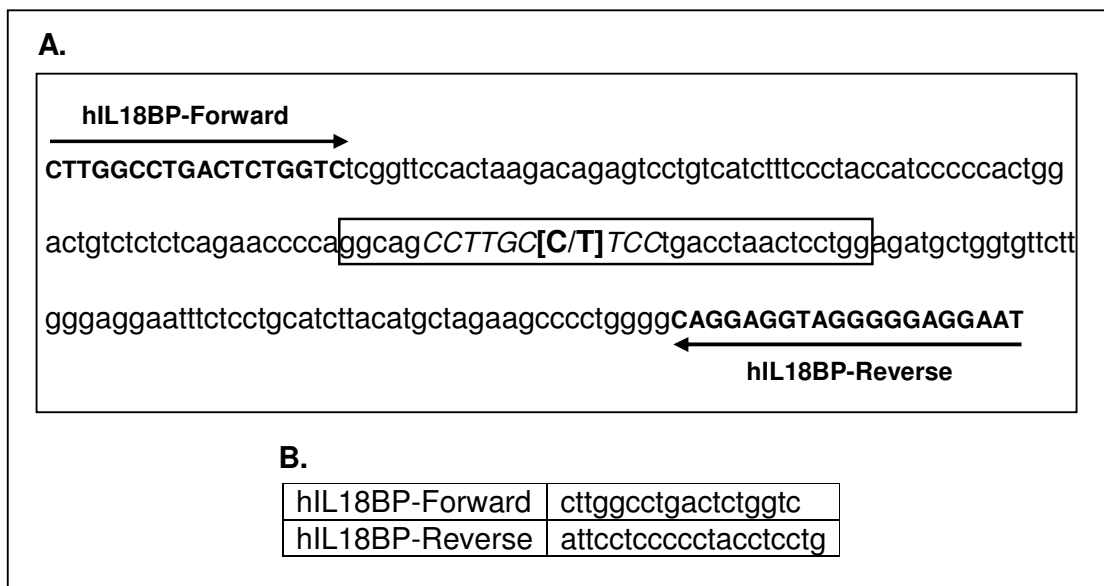 A.
hIL18BP-Forward
CTTGGCCTGACTCTGGTCtcggttccactaagacagagtcctgtcatctttccctaccatcccccactgg
actgtctctctcagaaccccaggcagCCTTGC[C/T]TCCtgacctaactcctggagatgctggtgttctt
gggaggaatttctcctgcatcttacatgctagaagcccctggggCAGGAGGTAGGGGGAGGAAT
hIL18BP-Reverse
B.
hIL18BP-Forward cttggcctgactctggtc
hIL18BP-Reverse attcctccccctacctcctg